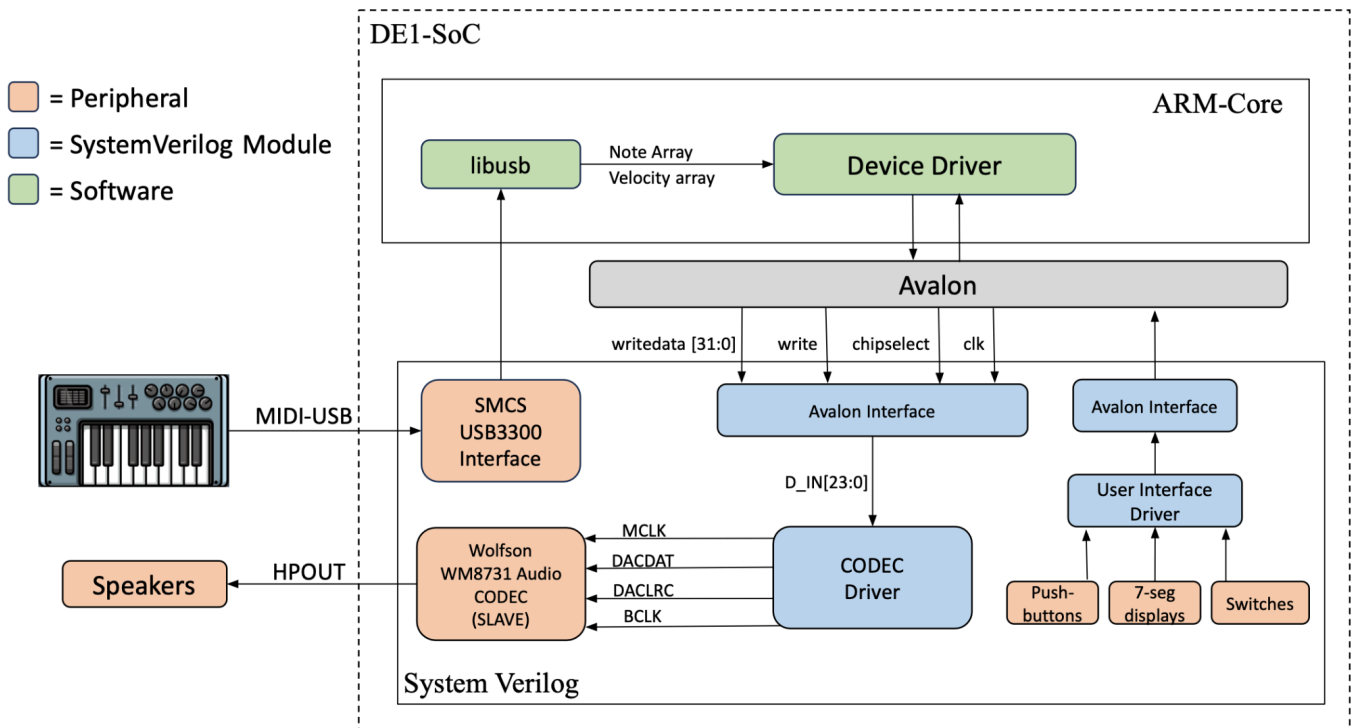 DE1-SoC
= Peripheral
= SystemVerilog Module
= Software
ARM-Core
libusb
Note Array
Velocity array
Device Driver
Avalon
writedata [31:0]
write
chipselect
clk
MIDI-USB
SMCS
USB3300
Interface
Avalon Interface
Avalon Interface
D_IN[23:0]
User Interface
Driver
Wolfson
WM8731 Audio
CODEC
(SLAVE)
MCLK
DACDAT
DACLRC
BCLK
CODEC
Driver
Speakers
HPOUT
Push-
buttons
7-seg
displays
Switches
System Verilog